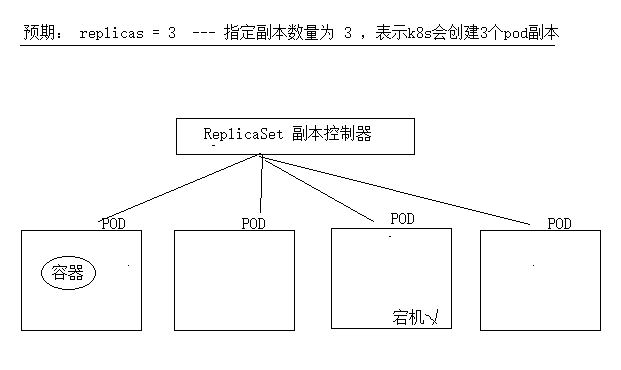 预期： replicas = 3 --- 指定副本数量为 3 ，表示k8s会创建3个pod副本
ReplicaSet 副本控制器
POD
POD
POD
POD
容器
宕机